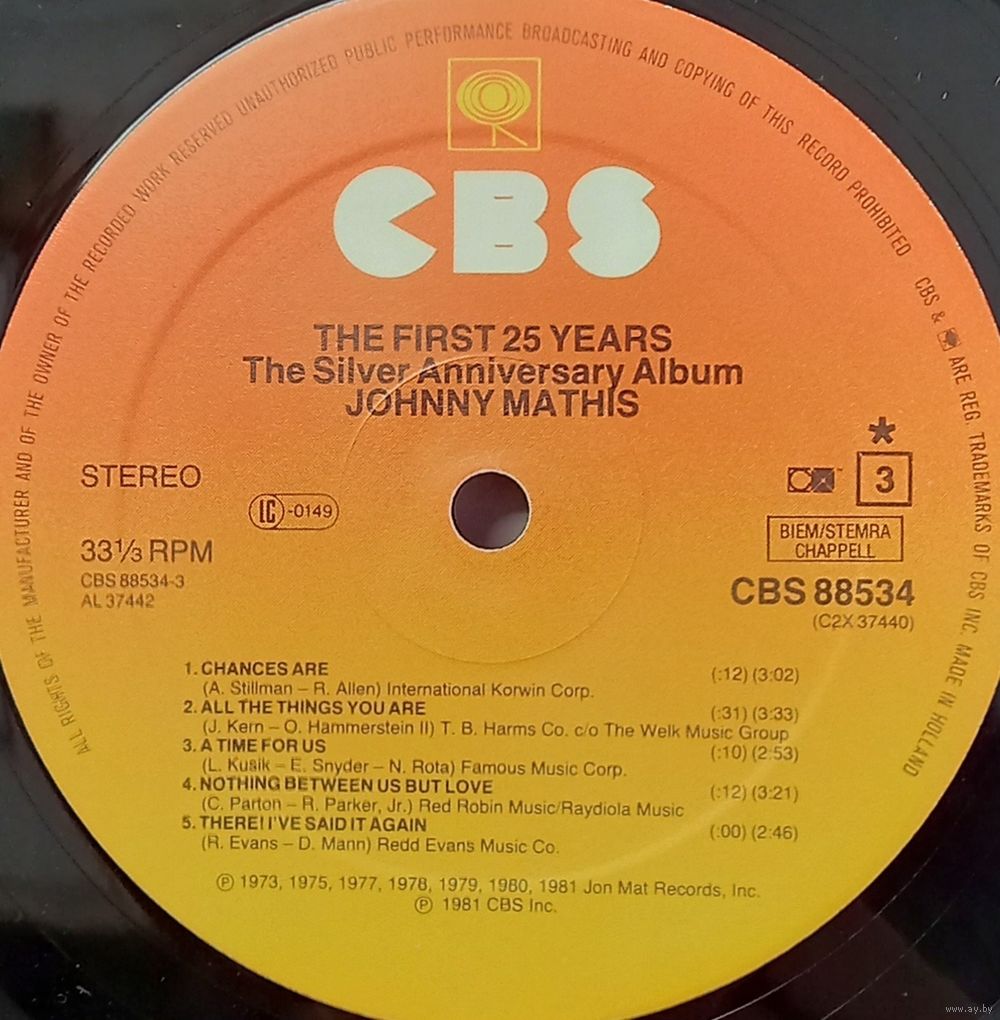 ALL RIGHTS OF THE MANUFACTURER AND OF THE OWNER OF THE RECORDED WORK RESERVED UNAUTHORIZED PUBLIC PERFORMANCE BROADCASTING AND COPYING OF THIS RECORD PROHIBITED
CBS & ARE REG. TRADEMARKS OF CBS INC. MADE IN HOLLAND
CBS
THE FIRST 25 YEARS
The Silver Anniversary Album
JOHNNY MATHIS
STEREO
LC-0149
33⅓ RPM
CBS 88534-3
AL 37442
*
3
BIEM/STEMRA
CHAPPELL
CBS 88534
(C2X 37440)
1. CHANCES ARE (:12) (3:02)
(A. Stillman – R. Allen) International Korwin Corp.
2. ALL THE THINGS YOU ARE (:31) (3:33)
(J. Kern – O. Hammerstein II) T. B. Harms Co. c/o The Welk Music Group
3. A TIME FOR US (:10) (2:53)
(L. Kusik – E. Snyder – N. Rota) Famous Music Corp.
4. NOTHING BETWEEN US BUT LOVE (:12) (3:21)
(C. Parton – R. Parker, Jr.) Red Robin Music/Raydiola Music
5. THERE! I'VE SAID IT AGAIN (:00) (2:46)
(R. Evans – D. Mann) Redd Evans Music Co.
℗ 1973, 1975, 1977, 1978, 1979, 1980, 1981 Jon Mat Records, Inc.
℗ 1981 CBS Inc.
www.ay.by